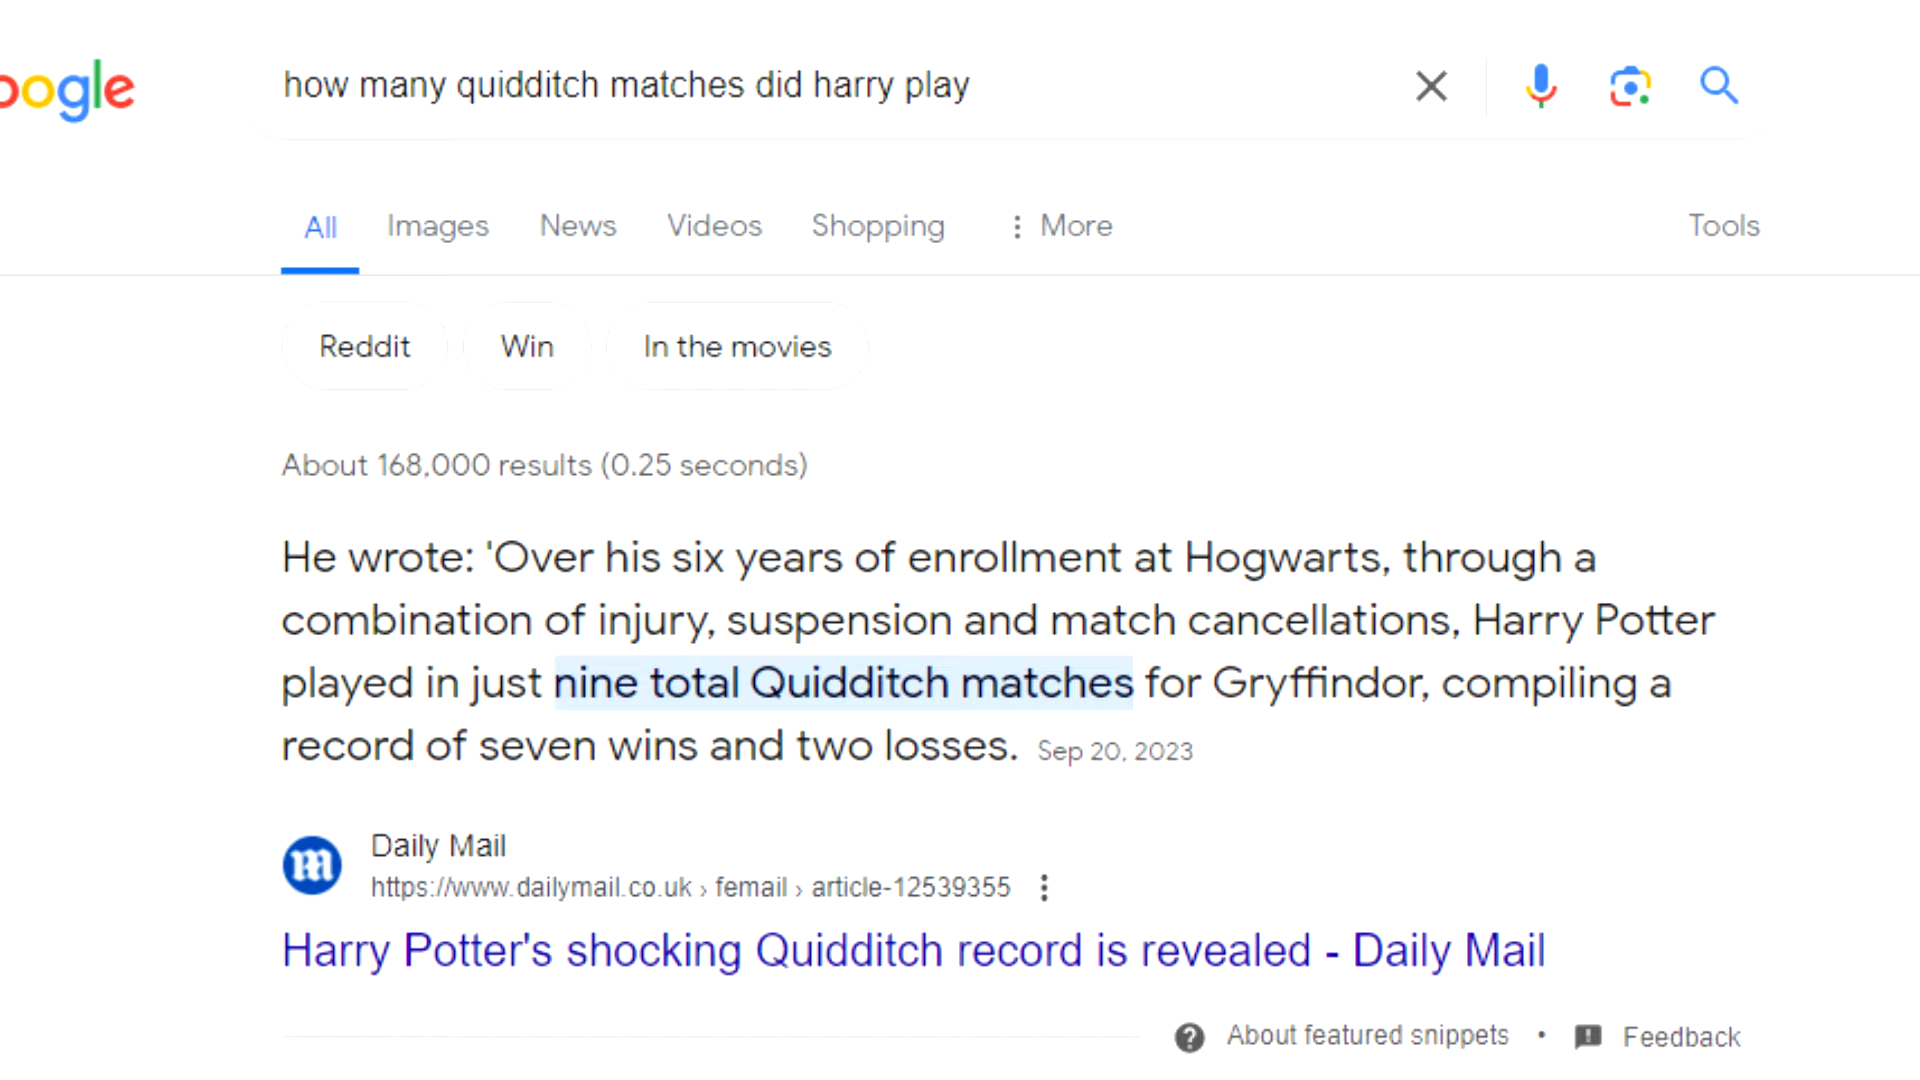 oogle
how many quidditch matches did harry play
All Images News Videos Shopping More Tools
Reddit Win In the movies
About 168,000 results (0.25 seconds)
He wrote: 'Over his six years of enrollment at Hogwarts, through a
combination of injury, suspension and match cancellations, Harry Potter
played in just nine total Quidditch matches for Gryffindor, compiling a
record of seven wins and two losses. Sep 20, 2023
m
Daily Mail
https://www.dailymail.co.uk › femail › article-12539355
Harry Potter's shocking Quidditch record is revealed - Daily Mail
About featured snippets • Feedback